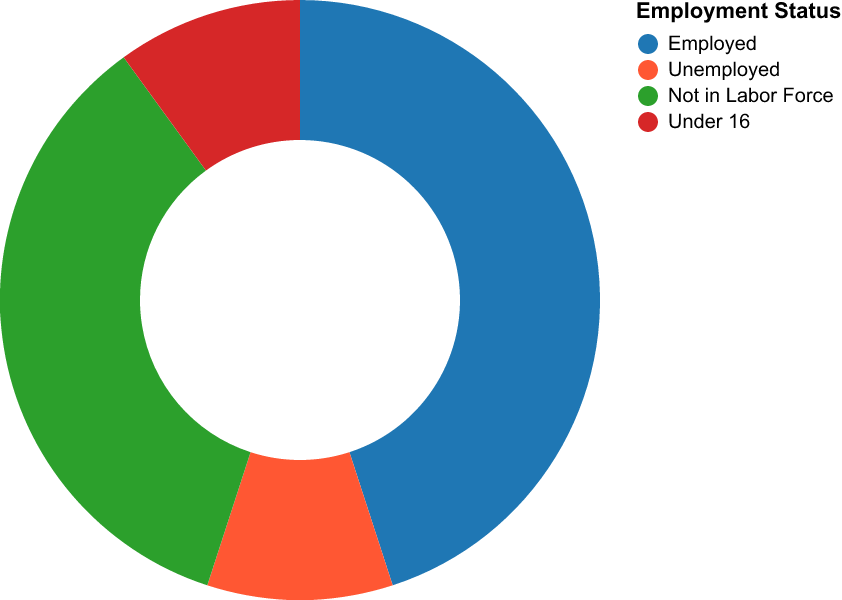 Employment Status
Employed
Unemployed
Not in Labor Force
Under 16